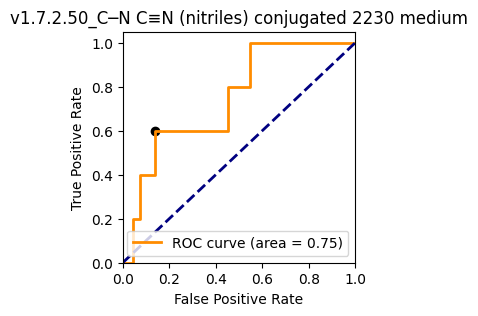 v1.7.2.50_C─N C≡N (nitriles) conjugated 2230 medium
1.0
0.8
0.6
0.4
0.2
0.0
True Positive Rate
ROC curve (area = 0.75)
0.0 0.2 0.4 0.6 0.8 1.0
False Positive Rate